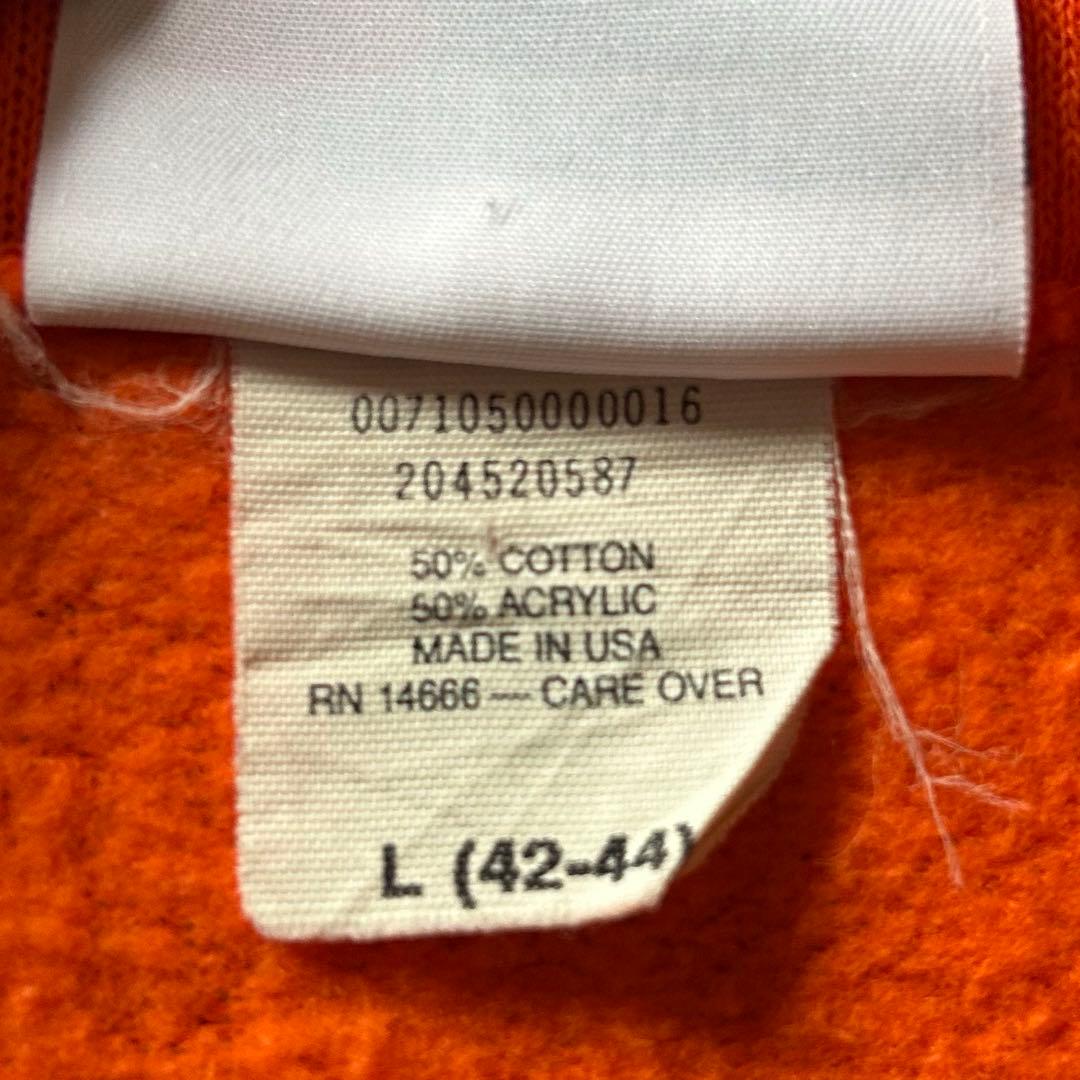 0071050000016
204520587
50% COTTON
50% ACRYLIC
MADE IN USA
RN 14666 — CARE OVER
L (42-44)